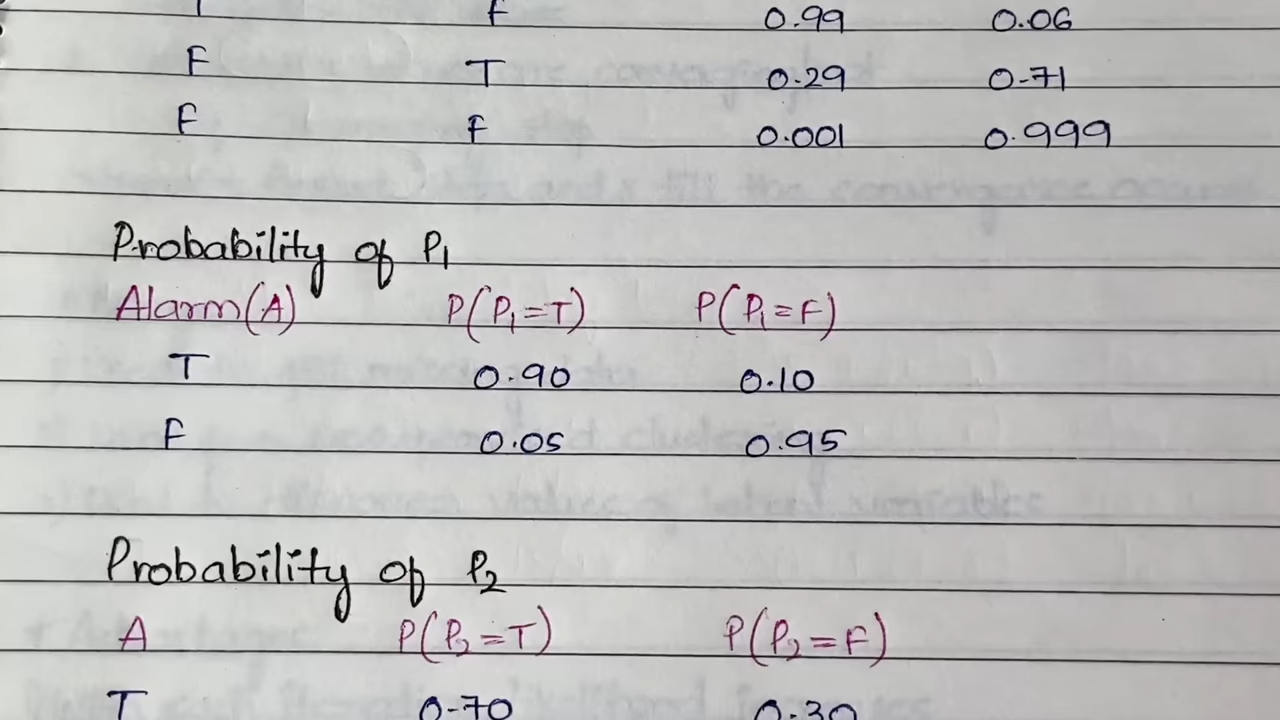 T F 0.99 0.06
F T 0.29 0.71
F F 0.001 0.999
Probability of P₁
Alarm(A) P(P₁=T) P(P₁=F)
T 0.90 0.10
F 0.05 0.95
Probability of P₂
A P(P₂=T) P(P₂=F)
T 0.70 0.30